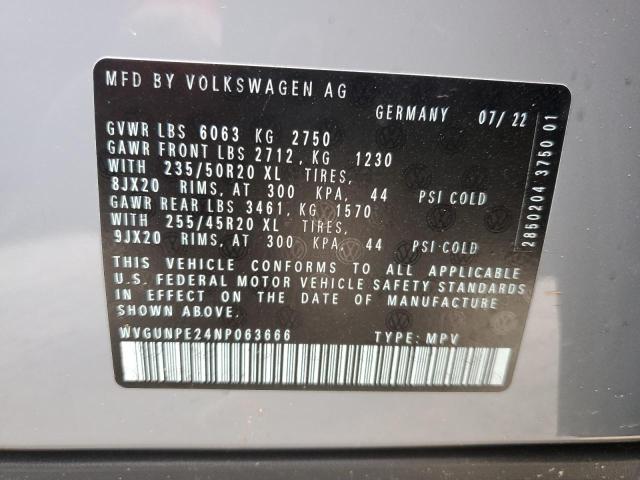 MFD BY VOLKSWAGEN AG
GERMANY 07/22
GVWR LBS 6063 KG 2750
GAWR FRONT LBS 2712, KG 1230
WITH 235/50R20 XL TIRES,
8JX20 RIMS, AT 300 KPA, 44 PSI COLD
GAWR REAR LBS 3461, KG 1570
WITH 255/45R20 XL TIRES,
9JX20 RIMS, AT 300 KPA, 44 PSI COLD
THIS VEHICLE CONFORMS TO ALL APPLICABLE
U.S. FEDERAL MOTOR VEHICLE SAFETY STANDARDS
IN EFFECT ON THE DATE OF MANUFACTURE
SHOWN ABOVE.
WVGUNPE24NP063666 TYPE: MPV
2850204 3750 01